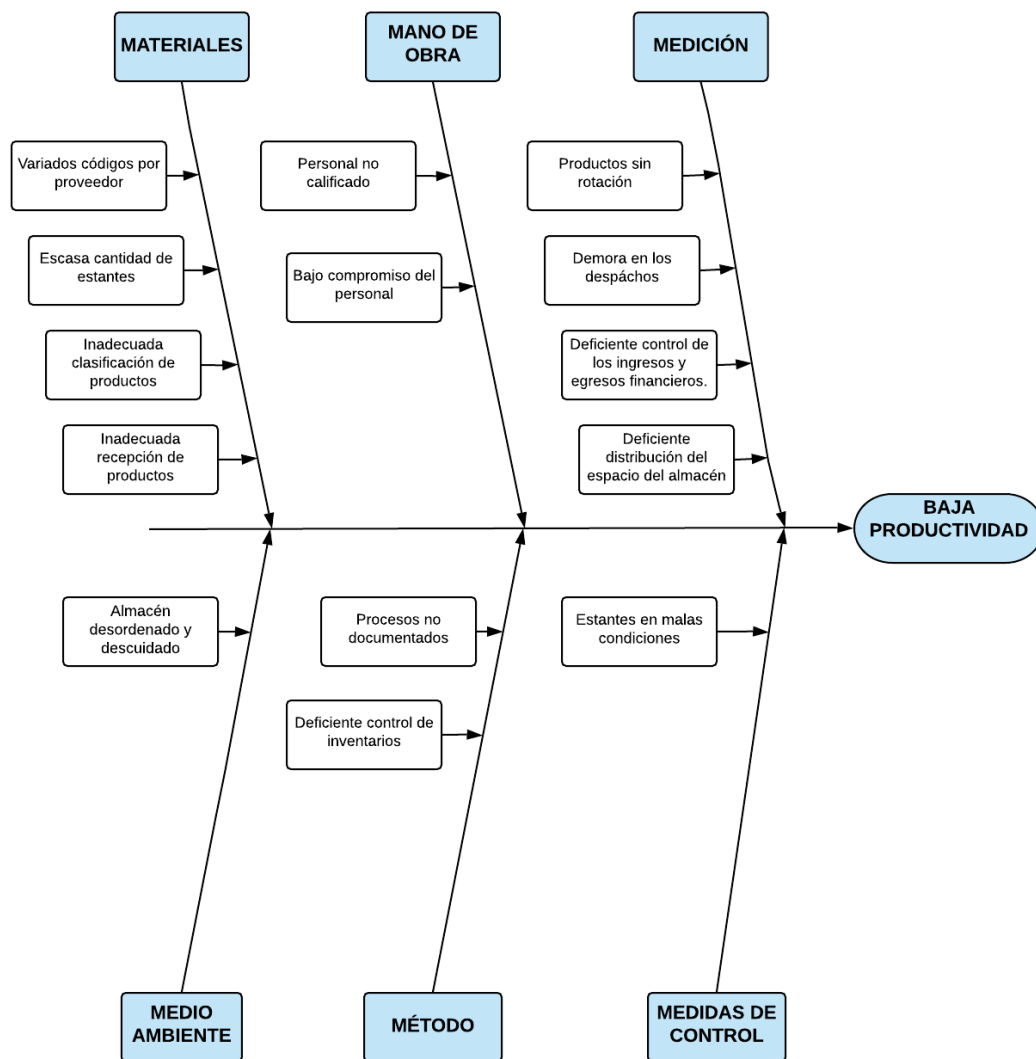 MATERIALES
MANO DE
OBRA
MEDICIÓN
Variados códigos por
proveedor
Escasa cantidad de
estantes
Inadecuada
clasificación de
productos
Inadecuada
recepción de
productos
Personal no
calificado
Bajo compromiso del
personal
Productos sin
rotación
Demora en los
despáchos
Deficiente control de
los ingresos y
egresos financieros.
Deficiente
distribución del
espacio del almacén
BAJA
PRODUCTIVIDAD
Almacén
desordenado y
descuidado
Procesos no
documentados
Deficiente control de
inventarios
Estantes en malas
condiciones
MEDIO
AMBIENTE
MÉTODO
MEDIDAS DE
CONTROL